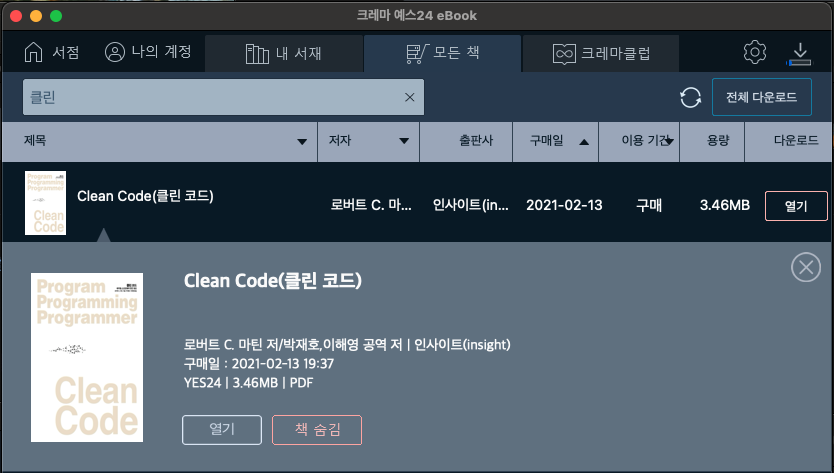 크레마 예스24 eBook
서점
나의 계정
내 서재
모든 책
크레마클럽
클린
전체 다운로드
제목 저자 출판사 구매일 이용 기간 용량 다운로드
Program
Programming
Programmer
Clean
Code
Clean Code(클린 코드) 로버트 C. 마... 인사이트(in... 2021-02-13 구매 3.46MB 열기
Program
Programming
Programmer
Clean
Code
Clean Code(클린 코드)
로버트 C. 마틴 저/박재호,이해영 공역 저 | 인사이트(insight)
구매일 : 2021-02-13 19:37
YES24 | 3.46MB | PDF
열기
책 숨김